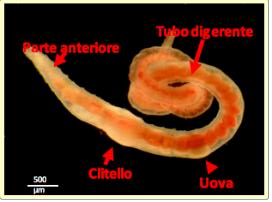 Tubo digerente
Parte anteriore
Clitello
Uova
500
µm